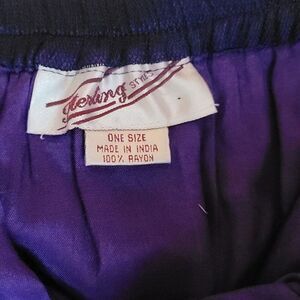 Sterling
STYLES
ONE SIZE
MADE IN INDIA
100% RAYON